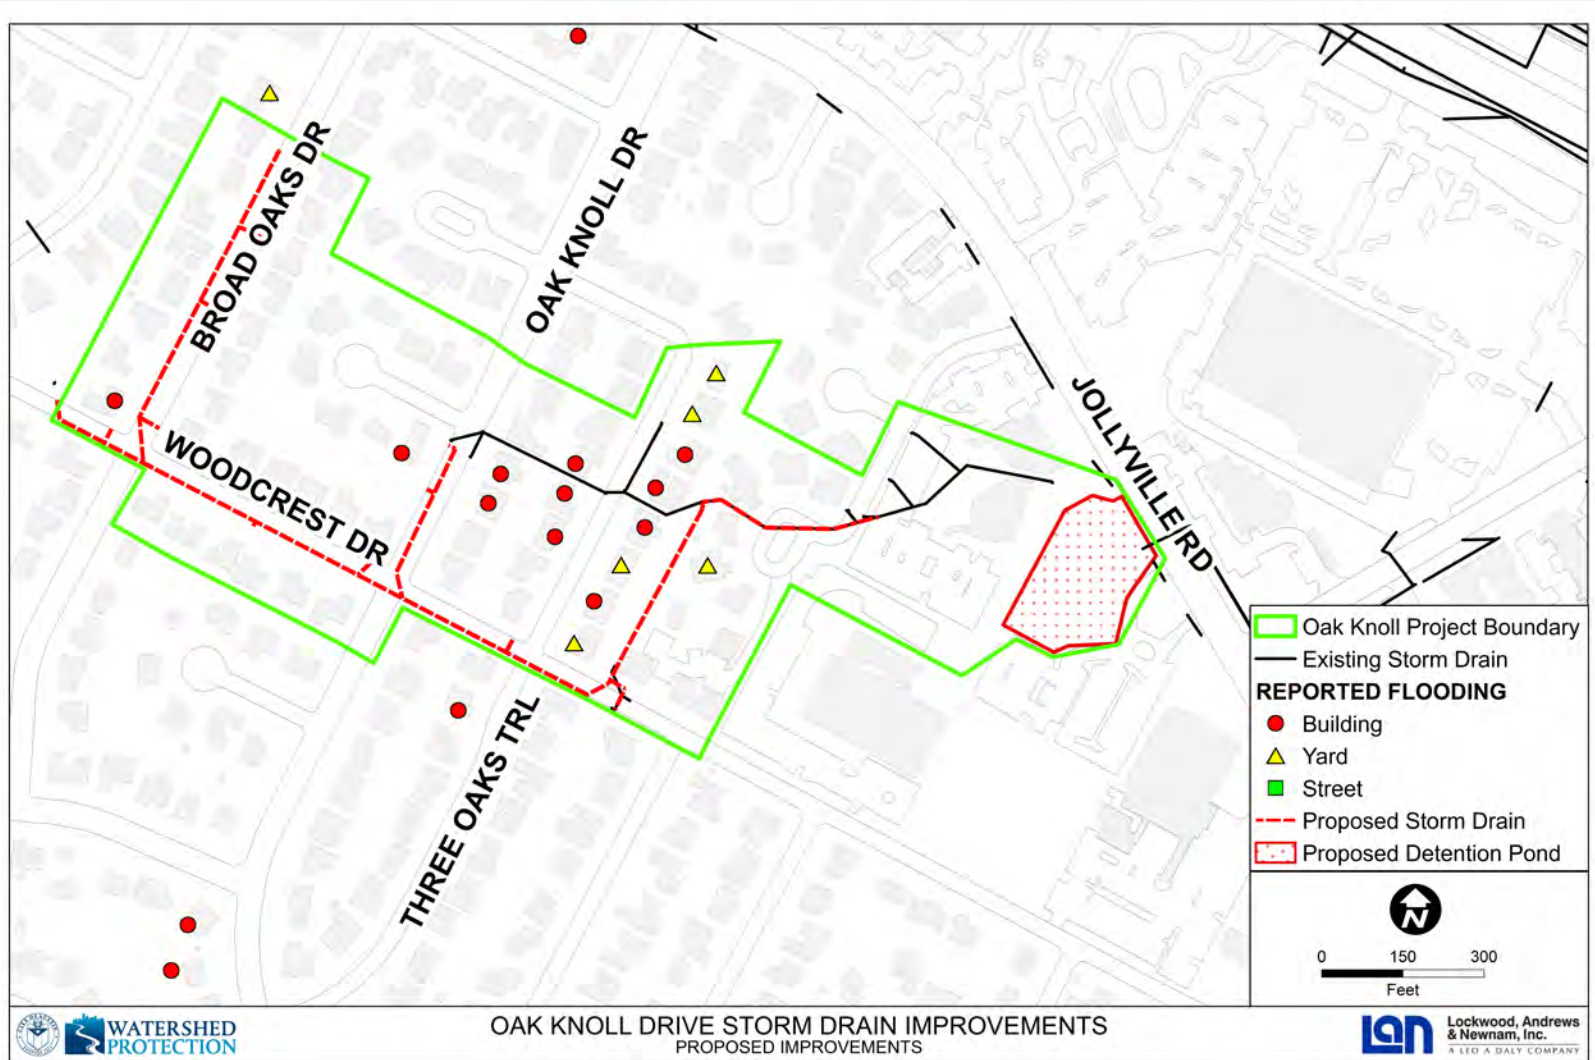 BROAD OAKS DR
OAK KNOLL DR
WOODCREST DR
JOLLYVILLE RD
THREE OAKS TRL
Oak Knoll Project Boundary
Existing Storm Drain
REPORTED FLOODING
Building
Yard
Street
Proposed Storm Drain
Proposed Detention Pond
N
0 150 300
Feet
WATERSHED
PROTECTION
OAK KNOLL DRIVE STORM DRAIN IMPROVEMENTS
PROPOSED IMPROVEMENTS
Lan
Lockwood, Andrews
& Newnam, Inc.
A LEO A DALY COMPANY